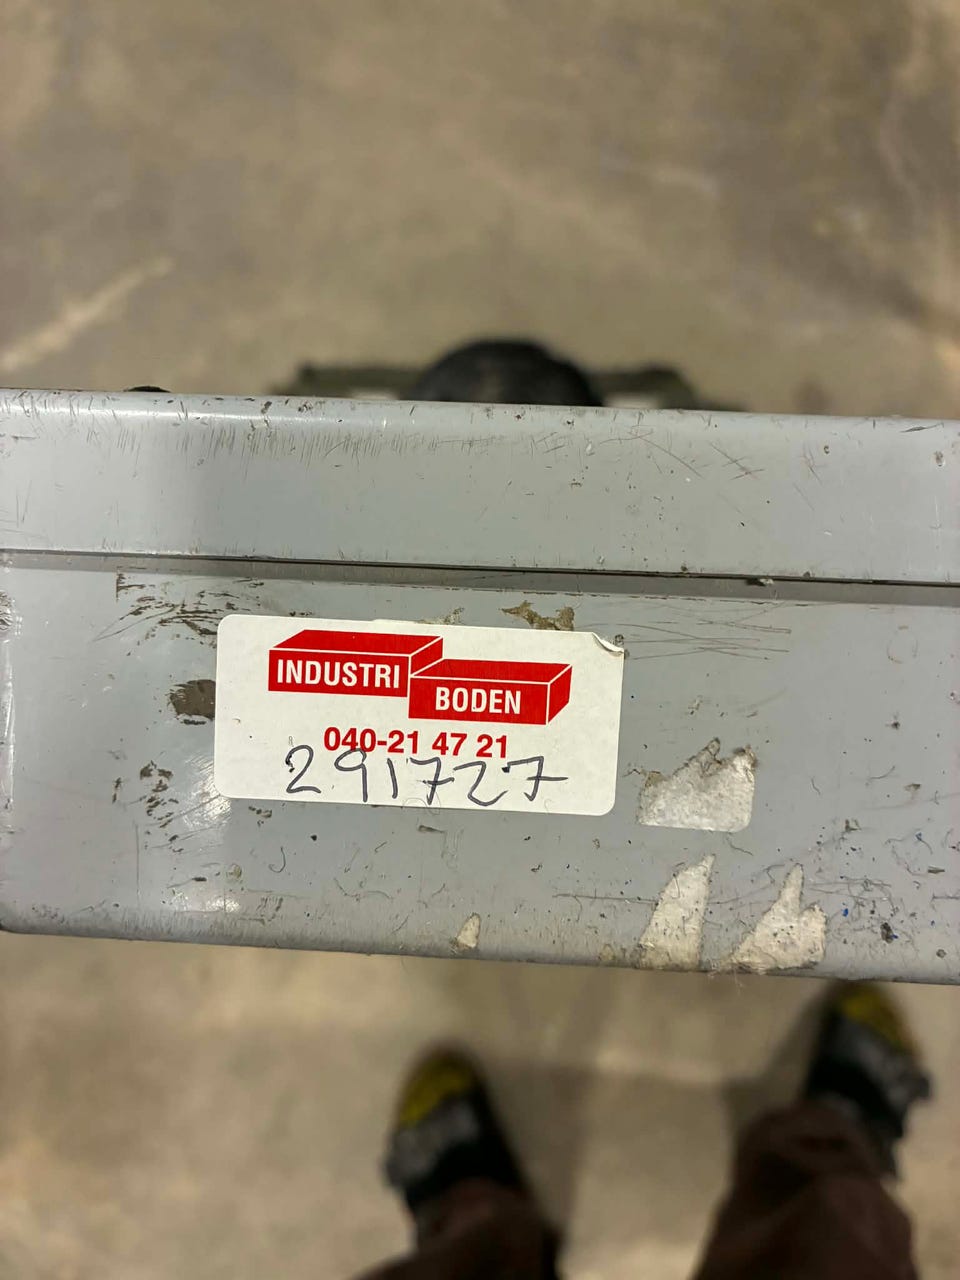 INDUSTRI
BODEN
040-21 47 21
291727